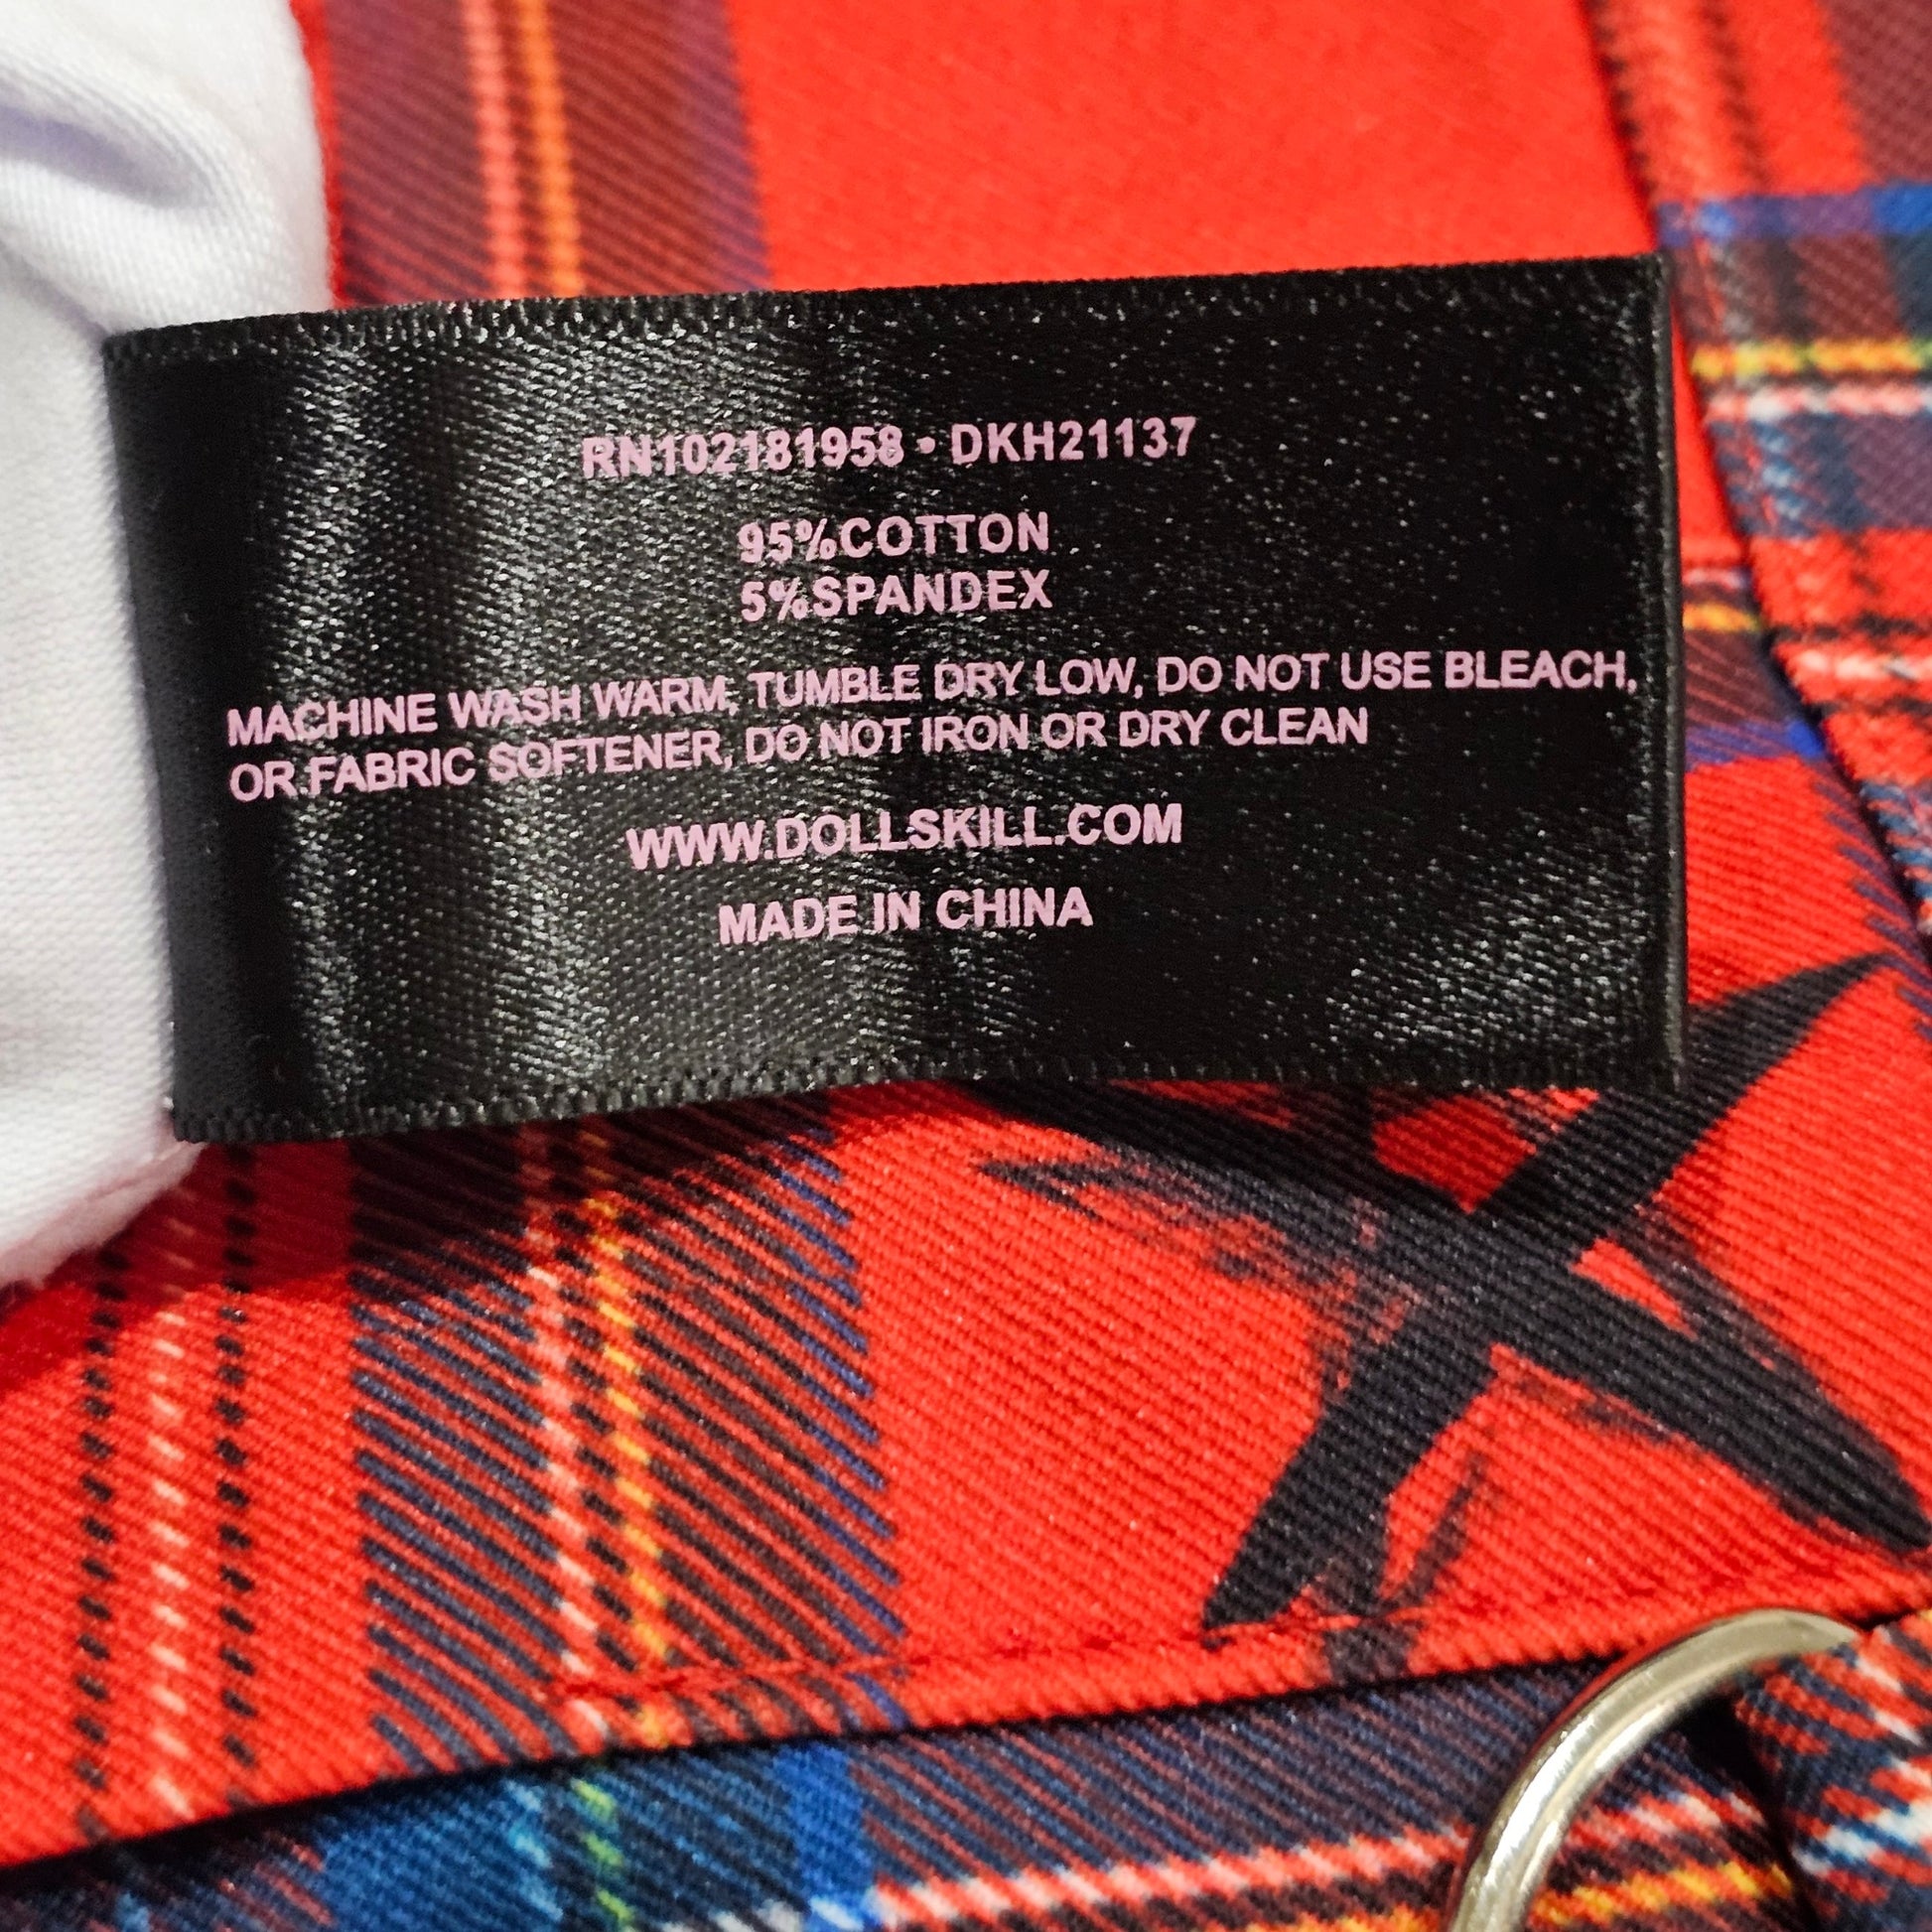 RN102181958 • DKH21137
95%COTTON
5%SPANDEX
MACHINE WASH WARM, TUMBLE DRY LOW, DO NOT USE BLEACH,
OR FABRIC SOFTENER, DO NOT IRON OR DRY CLEAN
WWW.DOLLSKILL.COM
MADE IN CHINA